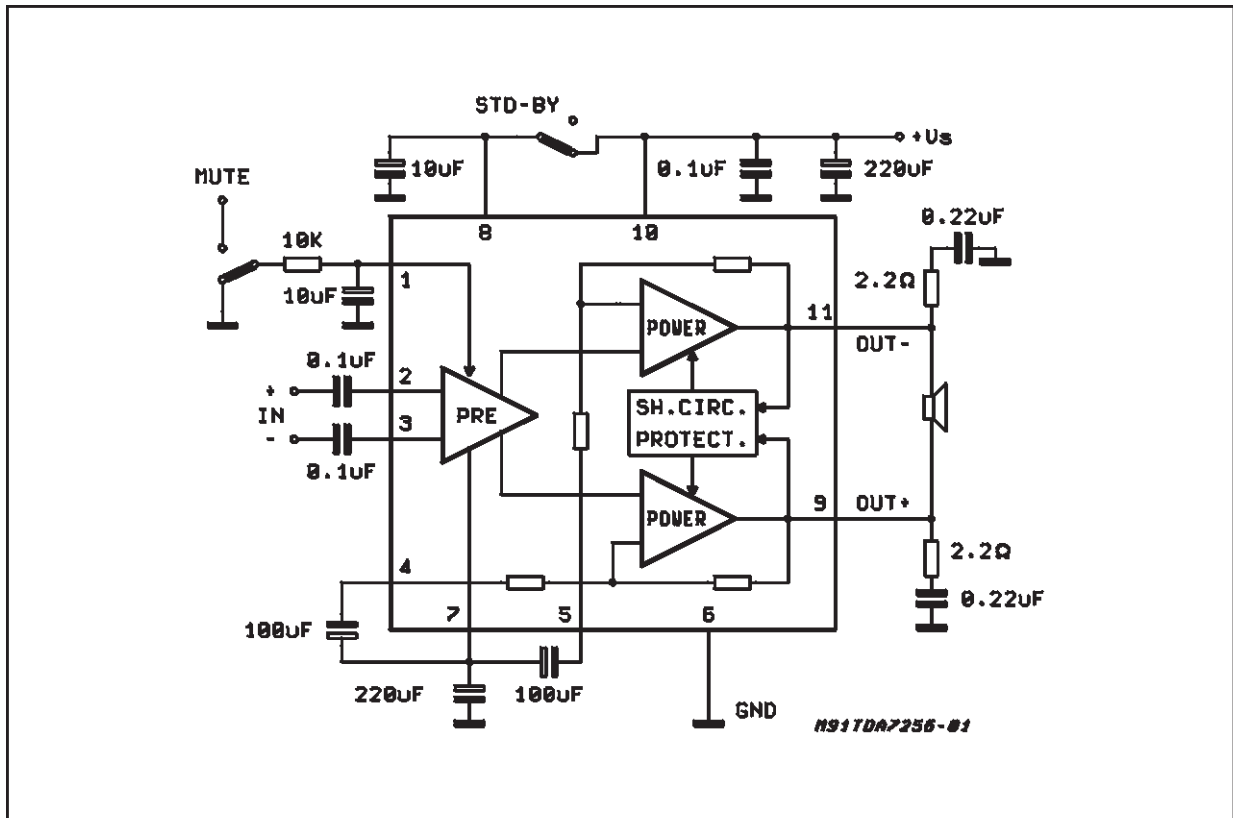 STD-BY
+Vs
10uF
0.1uF
220uF
MUTE
0.22uF
8
10
10K
1
2.2Ω
10uF
11
POWER
OUT-
0.1uF
2
+
IN
PRE
SH.CIRC.
PROTECT.
3
-
0.1uF
9
OUT+
POWER
2.2Ω
4
0.22uF
7
5
6
100uF
220uF
100uF
GND
M91TDA7256-01